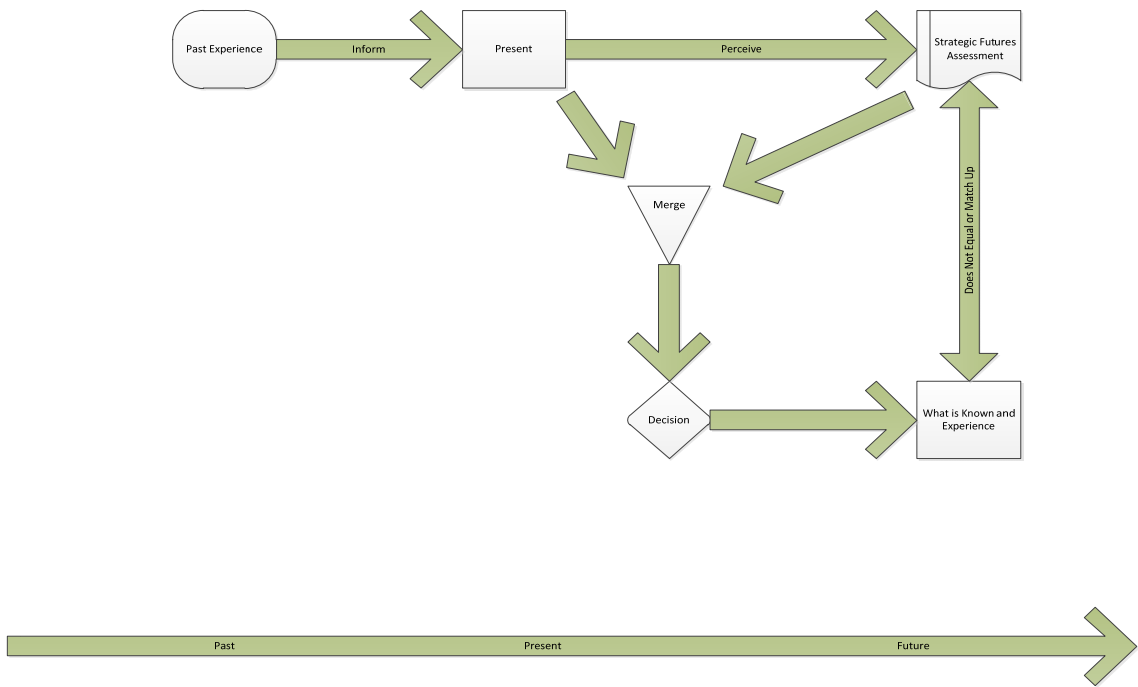 Past Experience
Inform
Present
Perceive
Strategic Futures
Assessment
Merge
Does Not Equal or Match Up
Decision
What is Known and
Experience
Past
Present
Future